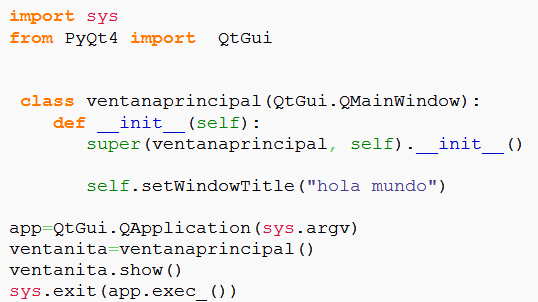 import sys
from PyQt4 import  QtGui
 class ventanaprincipal(QtGui.QMainWindow):
    def __init__(self):
       super(ventanaprincipal, self).__init__()
       self.setWindowTitle("hola mundo")
app=QtGui.QApplication(sys.argv)
ventanita=ventanaprincipal()
ventanita.show()
sys.exit(app.exec_())